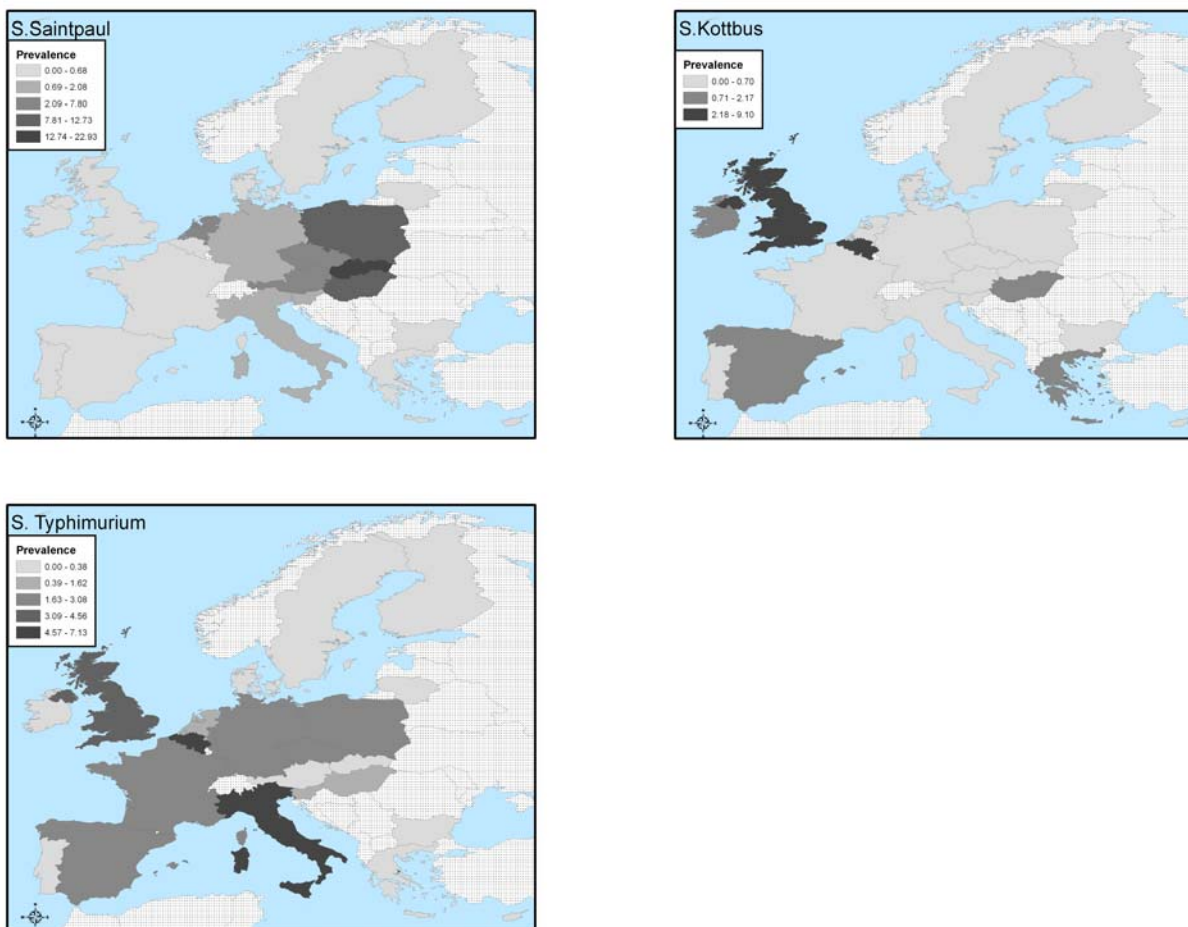 S.Saintpaul
Prevalence
0.00 - 0.68
0.69 - 2.08
2.09 - 7.80
7.81 - 12.73
12.74 - 22.93
S.Kottbus
Prevalence
0.00 - 0.70
0.71 - 2.17
2.18 - 9.10
S. Typhimurium
Prevalence
0.00 - 0.38
0.39 - 1.62
1.63 - 3.08
3.09 - 4.56
4.57 - 7.13